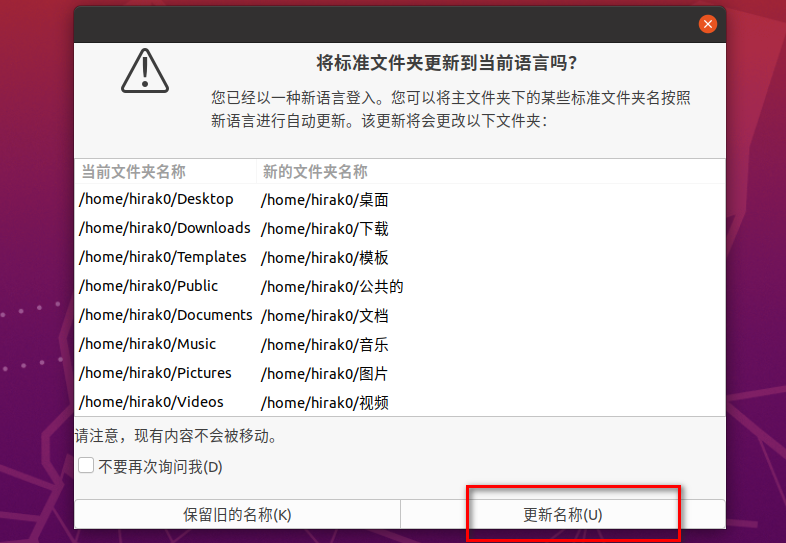 将标准文件夹更新到当前语言吗?
您已经以一种新语言登入。您可以将主文件夹下的某些标准文件夹名按照
新语言进行自动更新。该更新将会更改以下文件夹：
当前文件夹名称 新的文件夹名称
/home/hirak0/Desktop /home/hirak0/桌面
/home/hirak0/Downloads /home/hirak0/下载
/home/hirak0/Templates /home/hirak0/模板
/home/hirak0/Public /home/hirak0/公共的
/home/hirak0/Documents /home/hirak0/文档
/home/hirak0/Music /home/hirak0/音乐
/home/hirak0/Pictures /home/hirak0/图片
/home/hirak0/Videos /home/hirak0/视频
请注意，现有内容不会被移动。
不要再次询问我(D)
保留旧的名称(K) 更新名称(U)